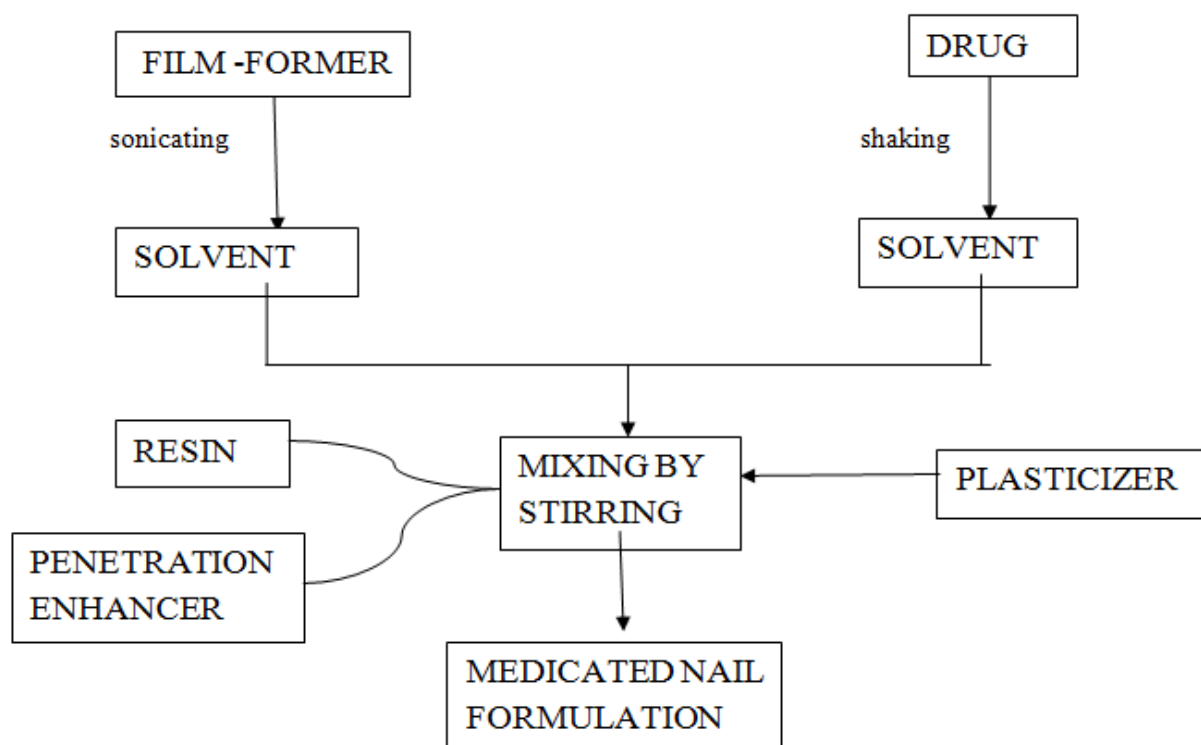 FILM -FORMER
DRUG
sonicating
shaking
SOLVENT
SOLVENT
RESIN
MIXING BY
STIRRING
PLASTICIZER
PENETRATION
ENHANCER
MEDICATED NAIL
FORMULATION